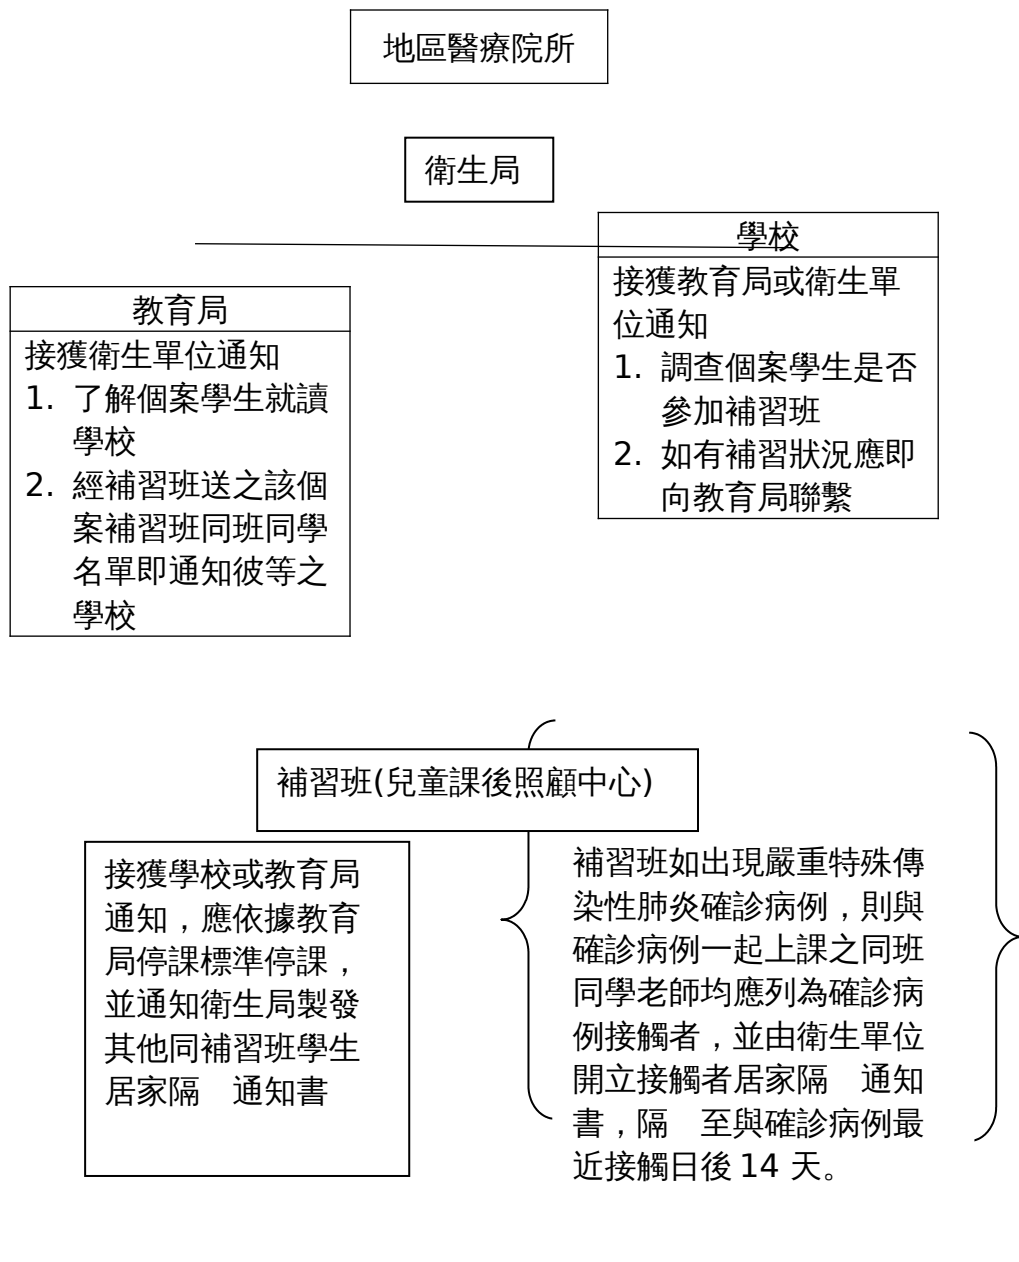 地區醫療院所
衛生局
學校
接獲教育局或衛生單
位通知
1. 調查個案學生是否
參加補習班
2. 如有補習狀況應即
向教育局聯繫
教育局
接獲衛生單位通知
1. 了解個案學生就讀
學校
2. 經補習班送之該個
案補習班同班同學
名單即通知彼等之
學校
補習班(兒童課後照顧中心)
接獲學校或教育局
通知，應依據教育
局停課標準停課，
並通知衛生局製發
其他同補習班學生
居家隔　通知書
補習班如出現嚴重特殊傳
染性肺炎確診病例，則與
確診病例一起上課之同班
同學老師均應列為確診病
例接觸者，並由衛生單位
開立接觸者居家隔　通知
書，隔　至與確診病例最
近接觸日後 14 天。